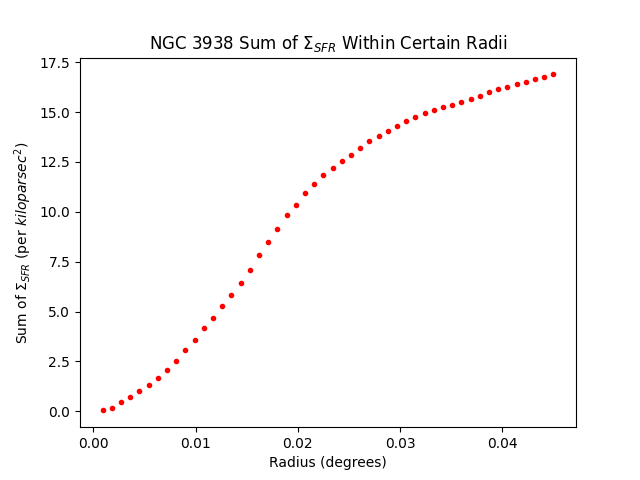 NGC 3938 Sum of Σ_SFR Within Certain Radii
17.5
15.0
12.5
10.0
7.5
5.0
2.5
0.0
Sum of Σ_SFR (per kiloparsec²)
0.00 0.01 0.02 0.03 0.04
Radius (degrees)